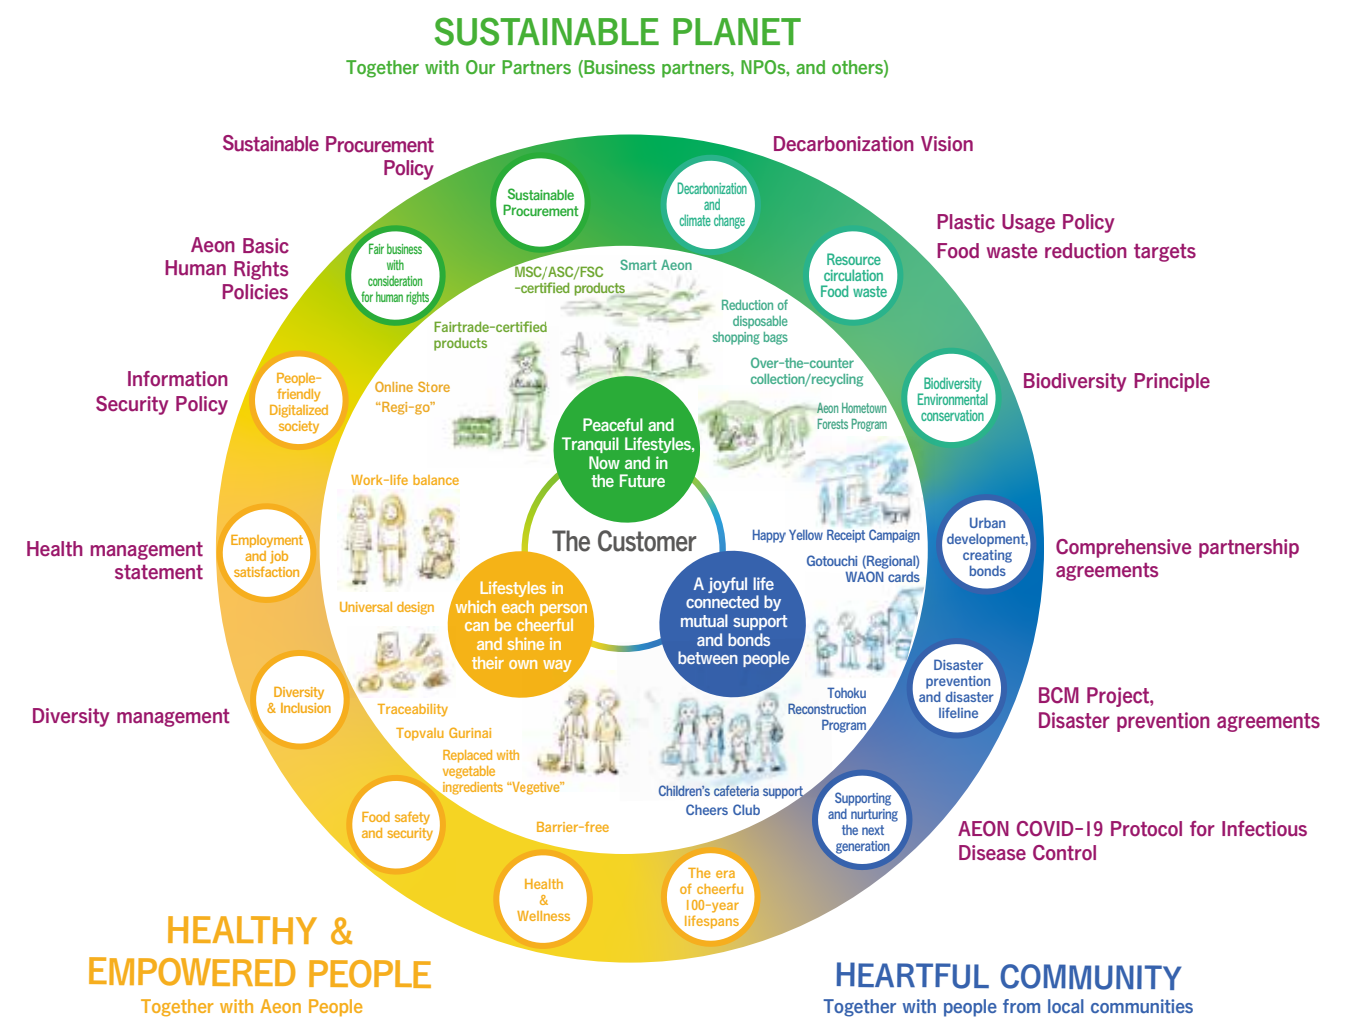 SUSTAINABLE PLANET
Together with Our Partners (Business partners, NPOs, and others)
Sustainable Procurement
Policy
Decarbonization Vision
Aeon Basic
Human Rights
Policies
Plastic Usage Policy
Food waste reduction targets
Information
Security Policy
Biodiversity Principle
Health management
statement
Comprehensive partnership
agreements
Diversity management
BCM Project,
Disaster prevention agreements
AEON COVID-19 Protocol for Infectious
Disease Control
Sustainable
Procurement
Decarbonization
and
climate change
Fair business
with
consideration
for human rights
Resource
circulation
Food waste
People-
friendly
Digitalized
society
Biodiversity
Environmental
conservation
Employment
and job
satisfaction
Urban
development,
creating
bonds
Diversity
& Inclusion
Disaster
prevention
and disaster
lifeline
Food safety
and security
Supporting
and nurturing
the next
generation
Health
&
Wellness
The era
of cheerfu
100-year
lifespans
MSC/ASC/FSC
-certified products
Smart Aeon
Fairtrade-certified
products
Reduction of
disposable
shopping bags
Over-the-counter
collection/recycling
Online Store
“Regi-go”
Aeon Hometown
Forests Program
Work-life balance
Happy Yellow Receipt Campaign
Gotouchi (Regional)
WAON cards
Universal design
Traceability
Topvalu Gurinai
Replaced with
vegetable
ingredients “Vegetive”
Barrier-free
Tohoku
Reconstruction
Program
Children's cafeteria support
Cheers Club
Peaceful and
Tranquil Lifestyles,
Now and in
the Future
The Customer
Lifestyles in
which each person
can be cheerful
and shine in
their own way
A joyful life
connected by
mutual support
and bonds
between people
HEALTHY &
EMPOWERED PEOPLE
Together with Aeon People
HEARTFUL COMMUNITY
Together with people from local communities